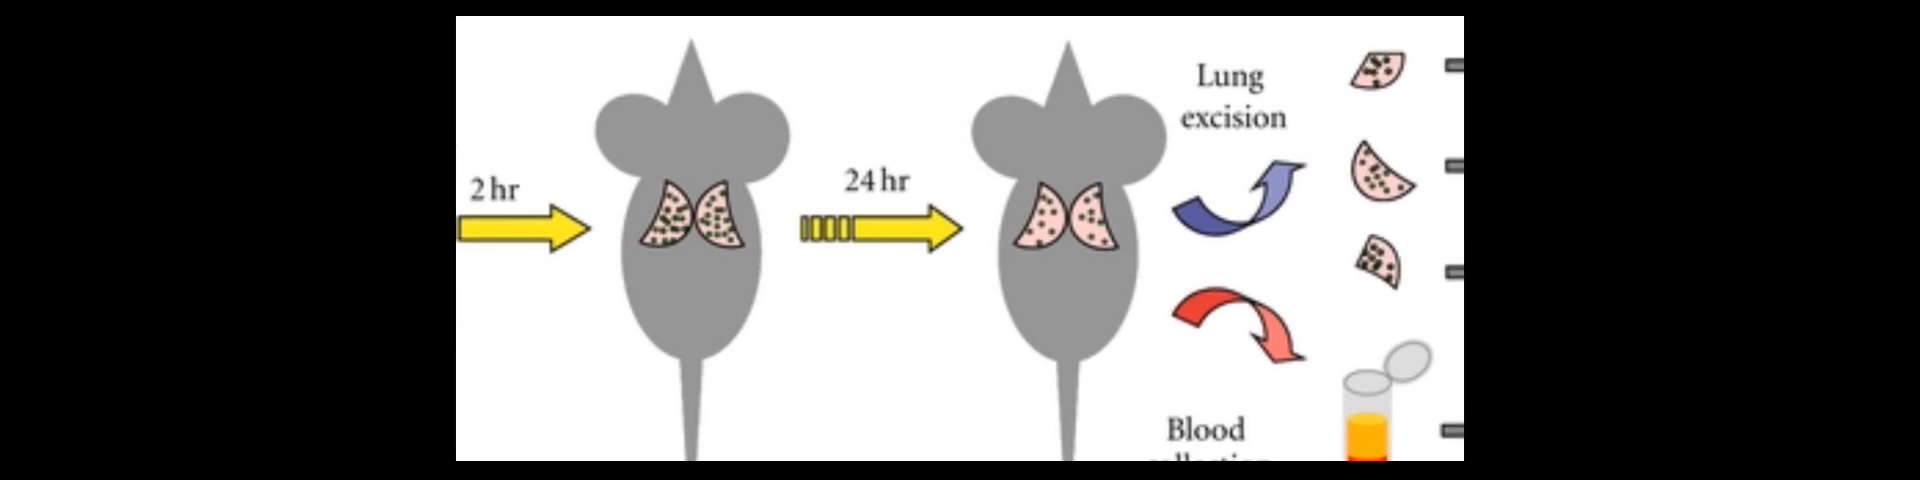 2 hr
24 hr
Lung
excision
Blood